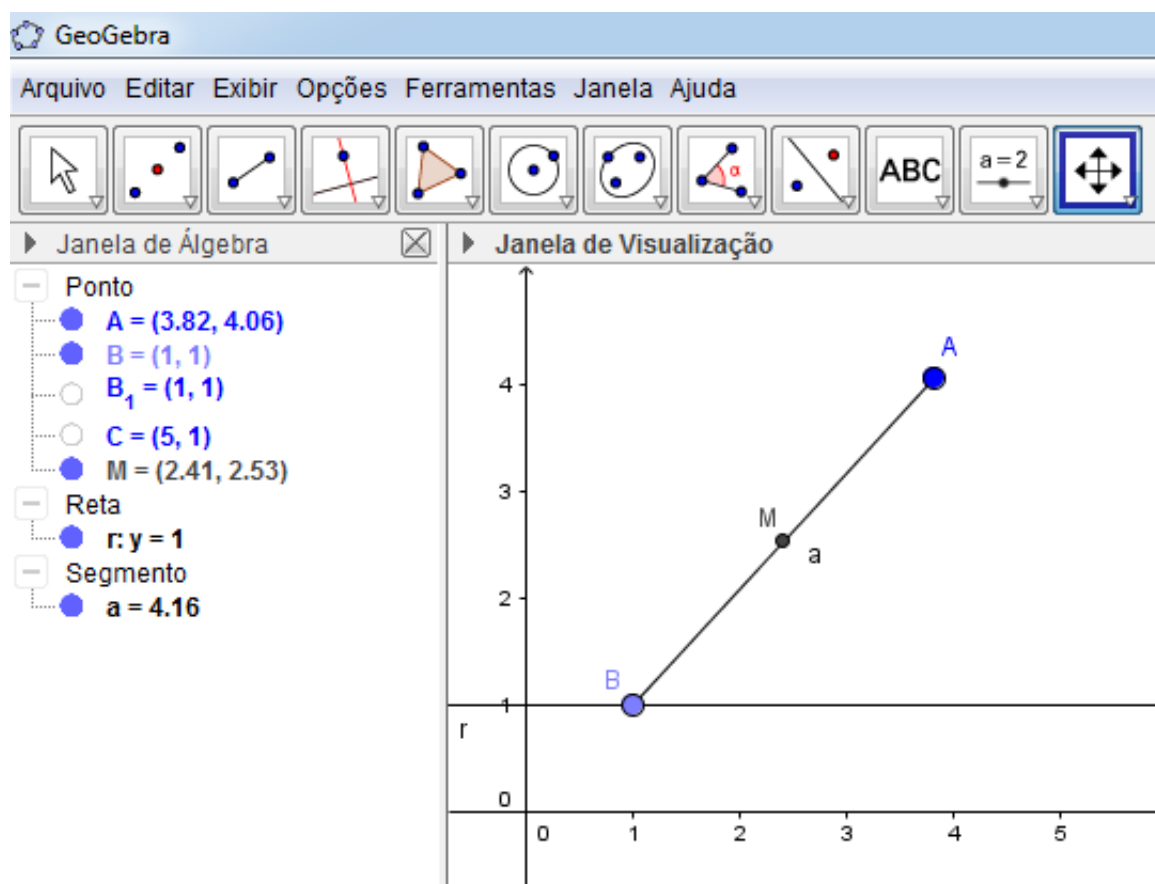 GeoGebra
Arquivo Editar Exibir Opções Ferramentas Janela Ajuda
α ABC a=2
Janela de Álgebra
Ponto
A = (3.82, 4.06)
B = (1, 1)
B₁ = (1, 1)
C = (5, 1)
M = (2.41, 2.53)
Reta
r: y = 1
Segmento
a = 4.16
Janela de Visualização
A
4
3
M
a
2
B
1
r
0
0 1 2 3 4 5